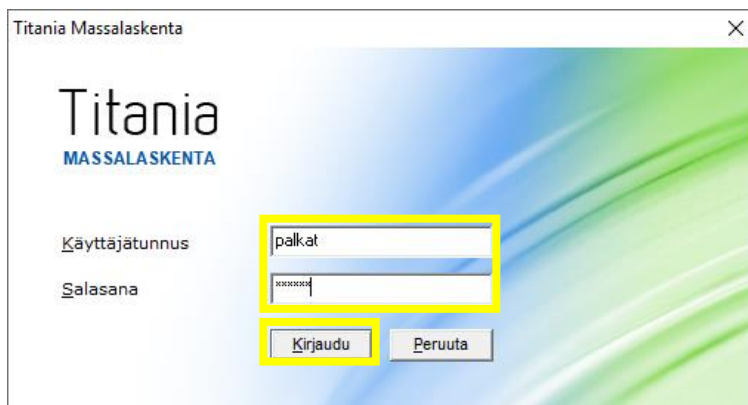 Titania Massalaskenta
Titania
MASSALASKENTA
Käyttäjätunnus palkat
Salasana ******
Kirjaudu Peruuta